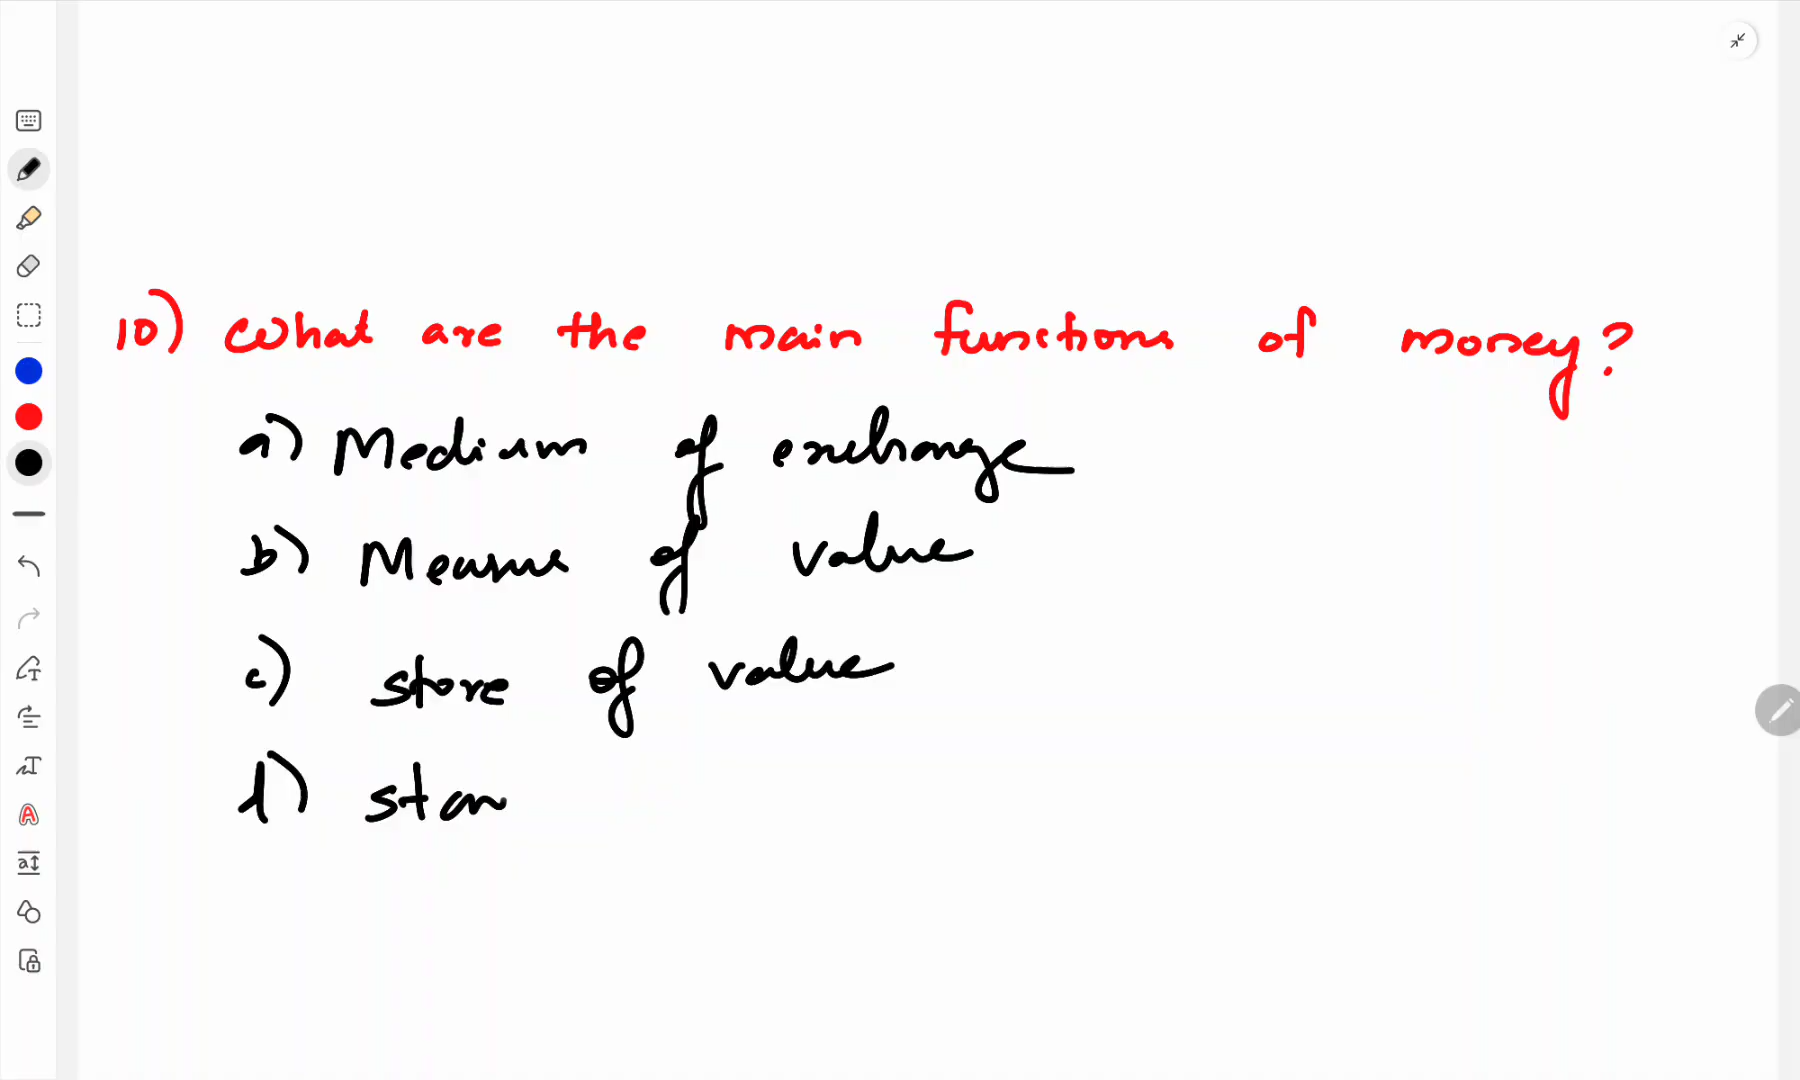 10) What are the main functions of money?
a) Medium of exchange
b) Measure of value
c) store of value
d) stan